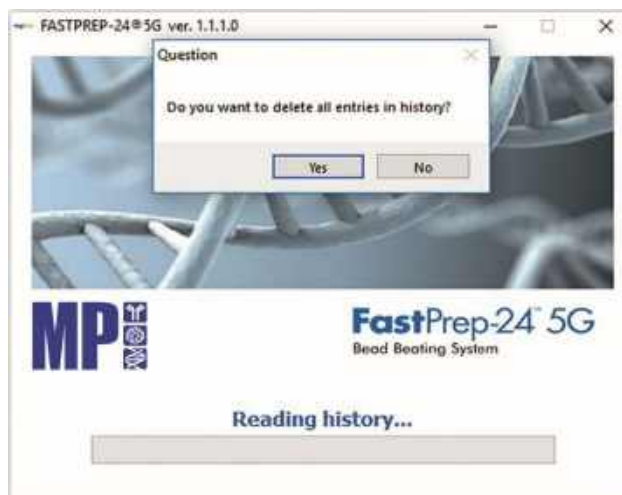 FASTPREP-24®5G ver. 1.1.1.0
Question
Do you want to delete all entries in history?
Yes No
MP
FastPrep-24™ 5G
Bead Beating System
Reading history...